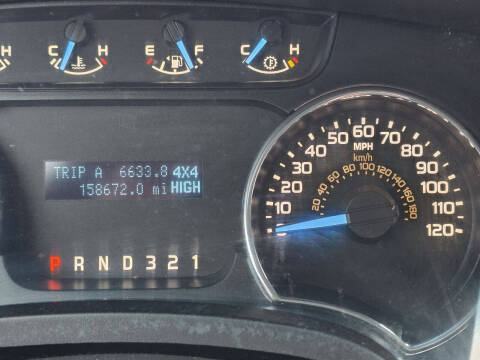 H C H E F C H
TRIP A 6633.8 4X4
158672.0 mi HIGH
P R N D 3 2 1
MPH
km/h
10 20 30 40 50 60 70 80 90 100 110 120
20 40 60 80 100 120 140 160 180